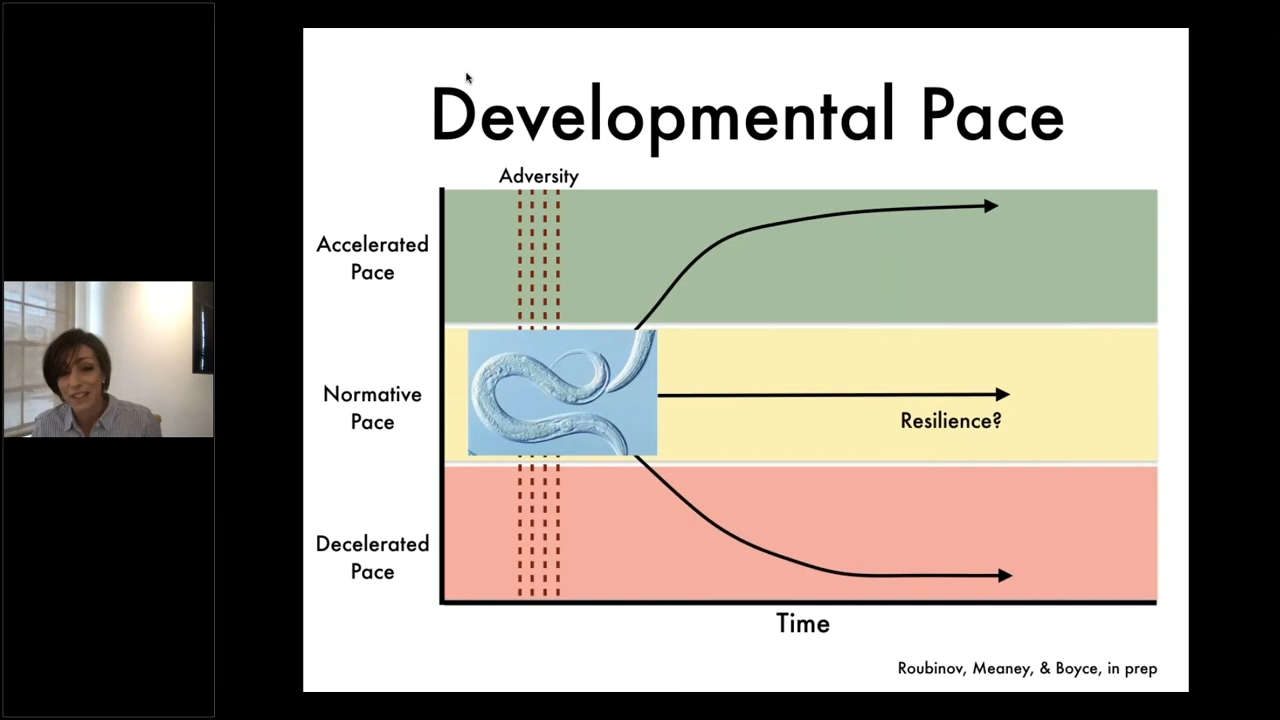 Developmental Pace
Adversity
Accelerated
Pace
Normative
Pace
Resilience?
Decelerated
Pace
Time
Roubinov, Meaney, & Boyce, in prep